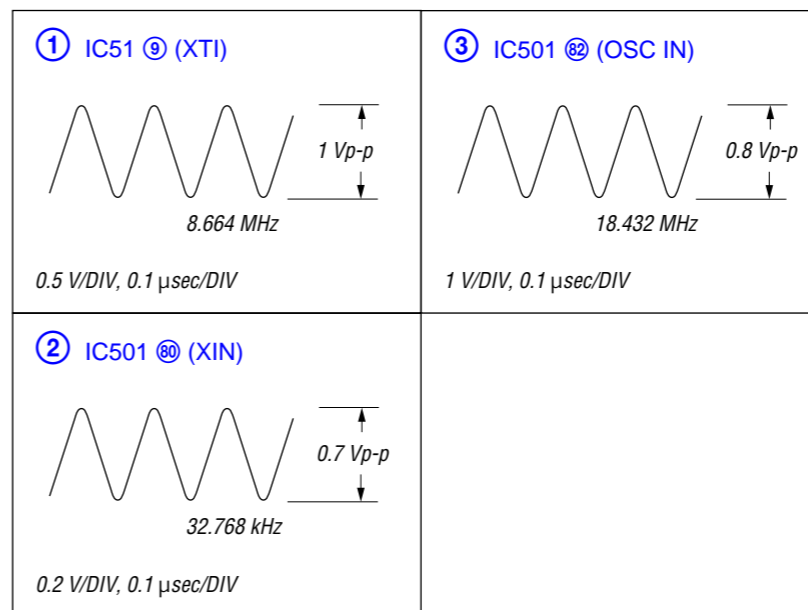 ① IC51 ⑨ (XTI)
1 Vp-p
8.664 MHz
0.5 V/DIV, 0.1 µsec/DIV
② IC501 80 (XIN)
0.7 Vp-p
32.768 kHz
0.2 V/DIV, 0.1 µsec/DIV
③ IC501 82 (OSC IN)
0.8 Vp-p
18.432 MHz
1 V/DIV, 0.1 µsec/DIV